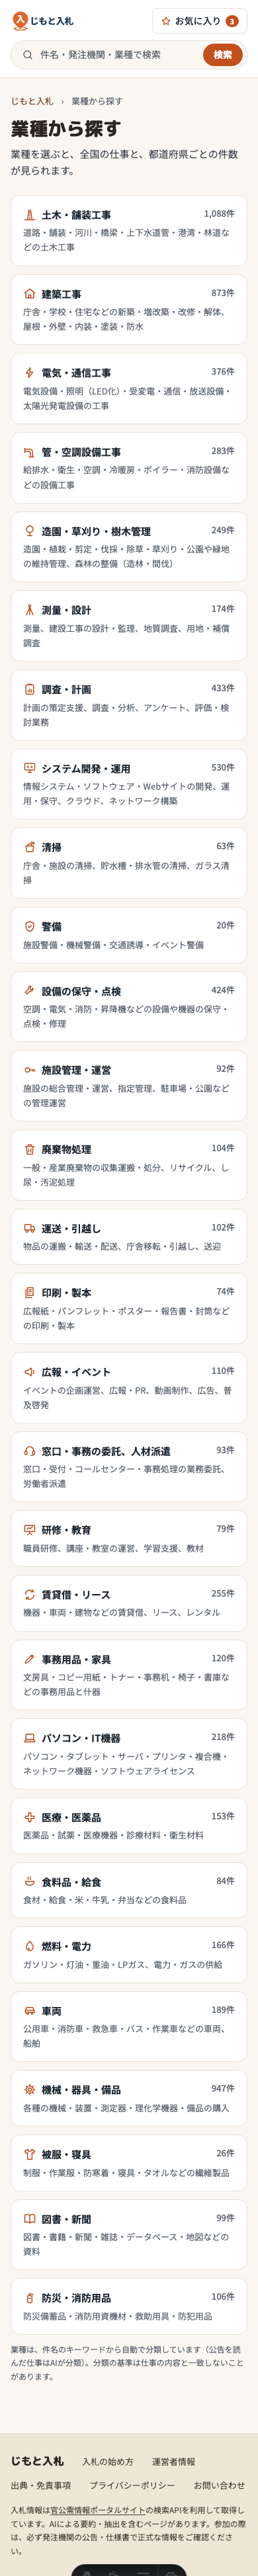 じもと入札
お気に入り 3
件名・発注機関・業種で検索 検索
じもと入札 › 業種から探す
業種から探す
業種を選ぶと、全国の仕事と、都道府県ごとの件数
が見られます。
土木・舗装工事 1,088件
道路・舗装・河川・橋梁・上下水道管・港湾・林道な
どの土木工事
建築工事 873件
庁舎・学校・住宅などの新築・増改築・改修・解体、
屋根・外壁・内装・塗装・防水
電気・通信工事 376件
電気設備・照明（LED化）・受変電・通信・放送設備・
太陽光発電設備の工事
管・空調設備工事 283件
給排水・衛生・空調・冷暖房・ボイラー・消防設備な
どの設備工事
造園・草刈り・樹木管理 249件
造園・植栽・剪定・伐採・除草・草刈り・公園や緑地
の維持管理、森林の整備（造林・間伐）
測量・設計 174件
測量、建設工事の設計・監理、地質調査、用地・補償
調査
調査・計画 433件
計画の策定支援、調査・分析、アンケート、評価・検
討業務
システム開発・運用 530件
情報システム・ソフトウェア・Webサイトの開発、運
用・保守、クラウド、ネットワーク構築
清掃 63件
庁舎・施設の清掃、貯水槽・排水管の清掃、ガラス清
掃
警備 20件
施設警備・機械警備・交通誘導・イベント警備
設備の保守・点検 424件
空調・電気・消防・昇降機などの設備や機器の保守・
点検・修理
施設管理・運営 92件
施設の総合管理・運営、指定管理、駐車場・公園など
の管理運営
廃棄物処理 104件
一般・産業廃棄物の収集運搬・処分、リサイクル、し
尿・汚泥処理
運送・引越し 102件
物品の運搬・輸送・配送、庁舎移転・引越し、送迎
印刷・製本 74件
広報紙・パンフレット・ポスター・報告書・封筒など
の印刷・製本
広報・イベント 110件
イベントの企画運営、広報・PR、動画制作、広告、普
及啓発
窓口・事務の委託、人材派遣 93件
窓口・受付・コールセンター・事務処理の業務委託、
労働者派遣
研修・教育 79件
職員研修、講座・教室の運営、学習支援、教材
賃貸借・リース 255件
機器・車両・建物などの賃貸借、リース、レンタル
事務用品・家具 120件
文房具・コピー用紙・トナー・事務机・椅子・書庫な
どの事務用品と什器
パソコン・IT機器 218件
パソコン・タブレット・サーバ・プリンタ・複合機・
ネットワーク機器・ソフトウェアライセンス
医療・医薬品 153件
医薬品・試薬・医療機器・診療材料・衛生材料
食料品・給食 84件
食材・給食・米・牛乳・弁当などの食料品
燃料・電力 166件
ガソリン・灯油・重油・LPガス、電力・ガスの供給
車両 189件
公用車・消防車・救急車・バス・作業車などの車両、
船舶
機械・器具・備品 947件
各種の機械・装置・測定器・理化学機器・備品の購入
被服・寝具 26件
制服・作業服・防寒着・寝具・タオルなどの繊維製品
図書・新聞 99件
図書・書籍・新聞・雑誌・データベース・地図などの
資料
防災・消防用品 106件
防災備蓄品・消防用資機材・救助用具・防犯用品
業種は、件名のキーワードから自動で分類しています（公告を読
んだ仕事はAIが分類）。分類の基準は仕事の内容と一致しないこと
があります。
じもと入札 入札の始め方 運営者情報
出典・免責事項 プライバシーポリシー お問い合わせ
入札情報は官公需情報ポータルサイトの検索APIを利用して取得し
ています。AIによる要約・抽出を含むページがあります。参加の際
は、必ず発注機関の公告・仕様書で正式な情報をご確認くださ
い。